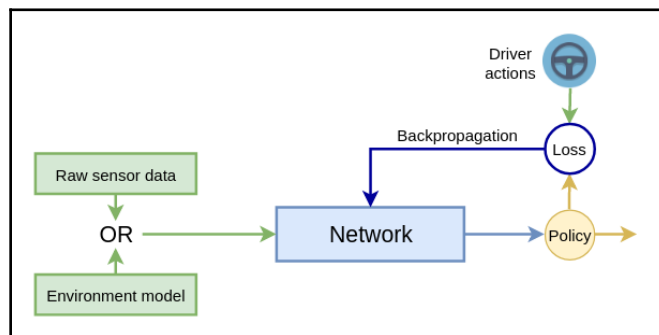 Driver
actions
Backpropagation
Loss
Raw sensor data
OR
Network
Policy
Environment model